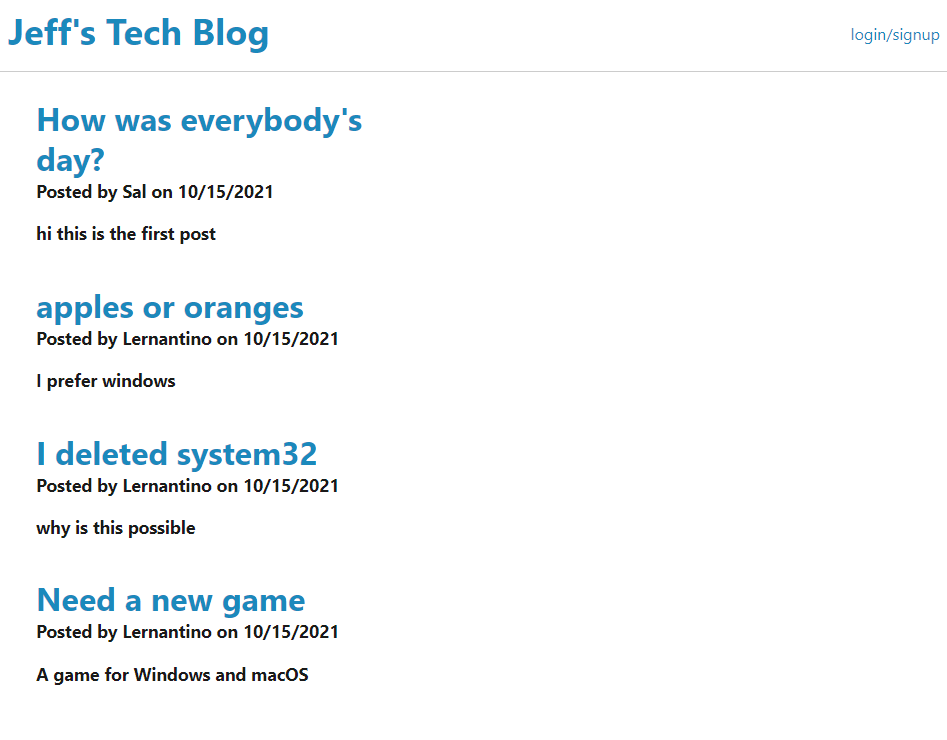 Jeff's Tech Blog
login/signup
How was everybody's
day?
Posted by Sal on 10/15/2021
hi this is the first post
apples or oranges
Posted by Lernantino on 10/15/2021
I prefer windows
I deleted system32
Posted by Lernantino on 10/15/2021
why is this possible
Need a new game
Posted by Lernantino on 10/15/2021
A game for Windows and macOS